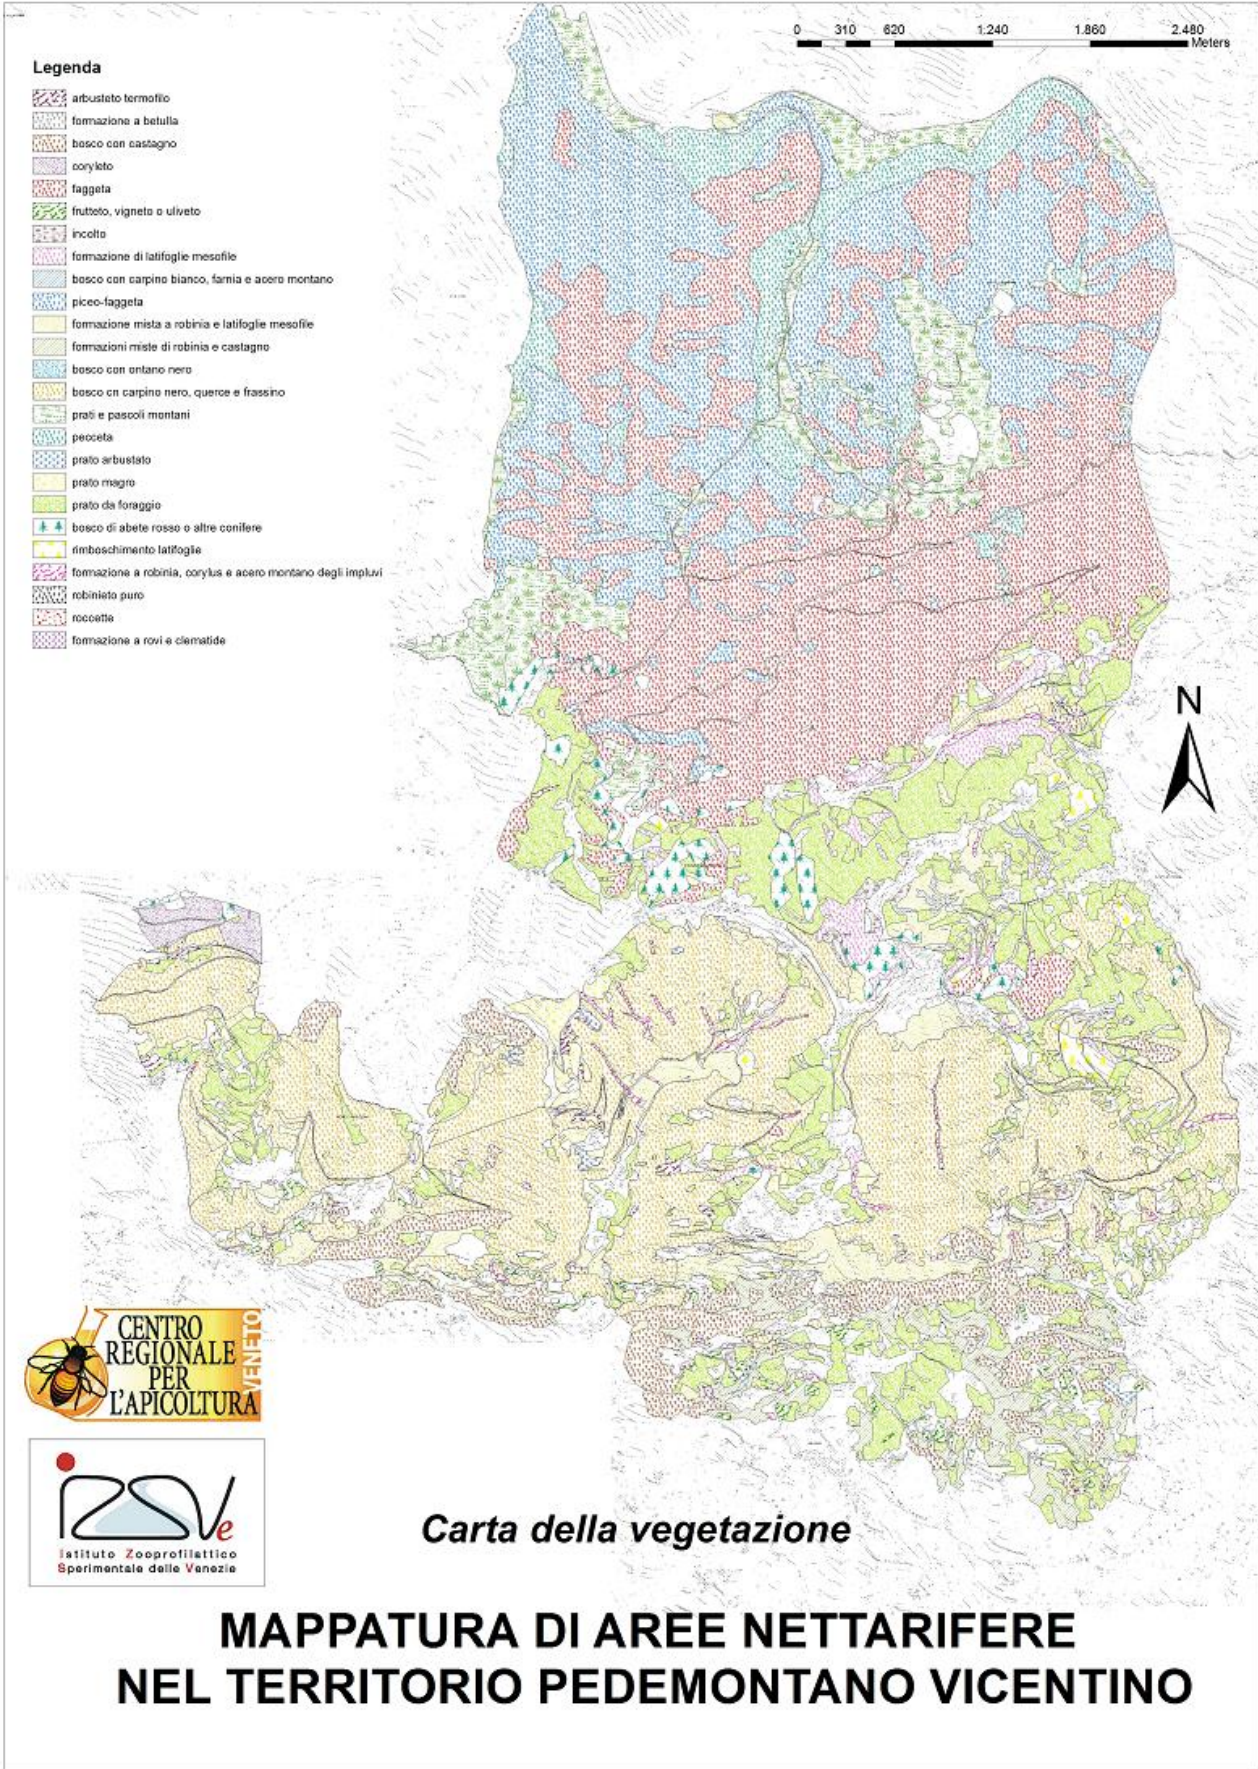 0 310 620 1.240 1.860 2.480
Meters
Legenda
arbusteto termofilo
formazione a betulla
bosco con castagno
coryleto
faggeta
frutteto, vigneto o uliveto
incolto
formazione di latifoglie mesofile
bosco con carpino bianco, farnia e acero montano
piceo-faggeta
formazione mista a robinia e latifoglie mesofile
formazioni miste di robinia e castagno
bosco con ontano nero
bosco cn carpino nero, querce e frassino
prati e pascoli montani
pecceta
prato arbustato
prato magro
prato da foraggio
bosco di abete rosso o altre conifere
rimboschimento latifoglie
formazione a robinia, corylus e acero montano degli impluvi
robinieto puro
roccette
formazione a rovi e clematide
N
CENTRO
REGIONALE
PER
L'APICOLTURA
VENETO
IZSVe
Istituto Zooprofilattico
Sperimentale delle Venezie
Carta della vegetazione
MAPPATURA DI AREE NETTARIFERE
NEL TERRITORIO PEDEMONTANO VICENTINO